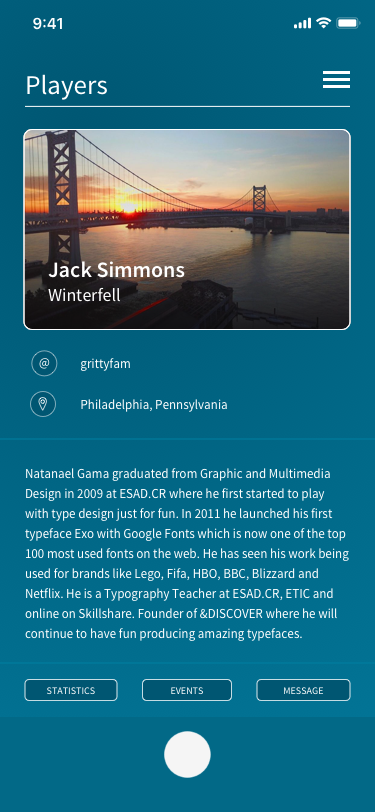 9:41
Players
Jack Simmons
Winterfell
@ grittyfam
Philadelphia, Pennsylvania
Natanael Gama graduated from Graphic and Multimedia
Design in 2009 at ESAD.CR where he first started to play
with type design just for fun. In 2011 he launched his first
typeface Exo with Google Fonts which is now one of the top
100 most used fonts on the web. He has seen his work being
used for brands like Lego, Fifa, HBO, BBC, Blizzard and
Netflix. He is a Typography Teacher at ESAD.CR, ETIC and
online on Skillshare. Founder of &DISCOVER where he will
continue to have fun producing amazing typefaces.
STATISTICS EVENTS MESSAGE